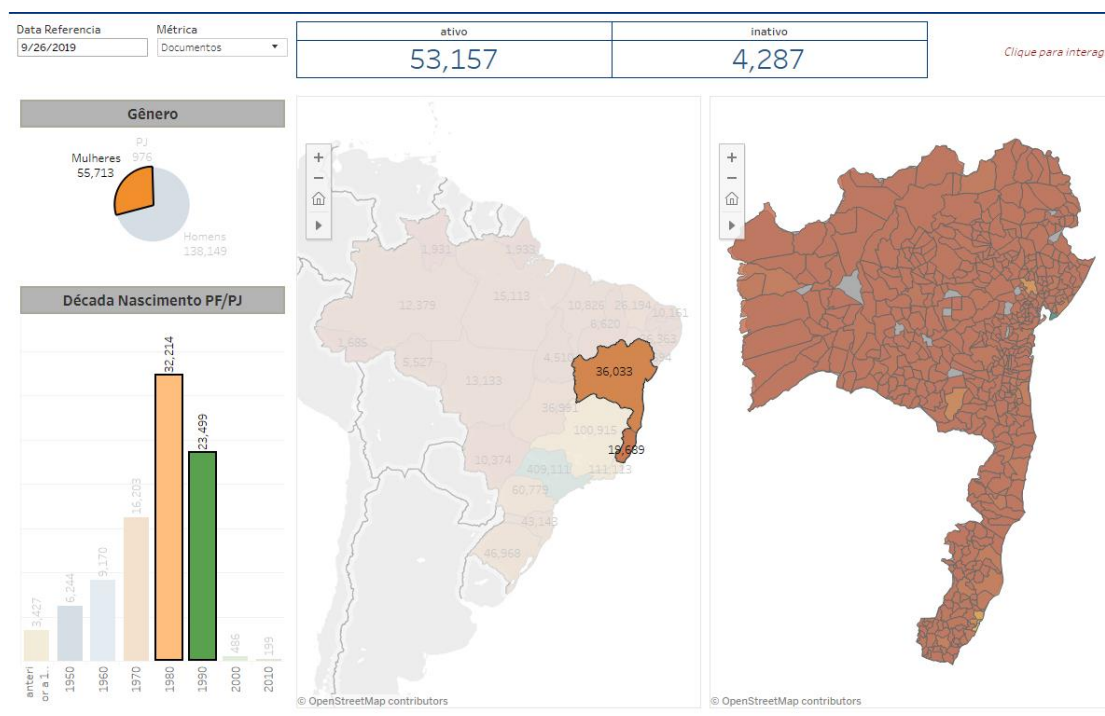 Data Referencia
9/26/2019
Métrica
Documentos
ativo
53,157
inativo
4,287
Clique para interag
Gênero
PJ
976
Mulheres
55,713
Homens
138,149
Década Nascimento PF/PJ
3,427
6,244
9,170
16,203
32,214
23,499
486
199
anteri
or a 1..
1950
1960
1970
1980
1990
2000
2010
1,931
1,933
12,379
15,113
10,826
26,194
10,161
8,620
1,685
5,527
4,510
13,133
36,033
36,991
100,915
18,689
10,374
409,111
111,113
60,779
43,143
46,968
© OpenStreetMap contributors
© OpenStreetMap contributors